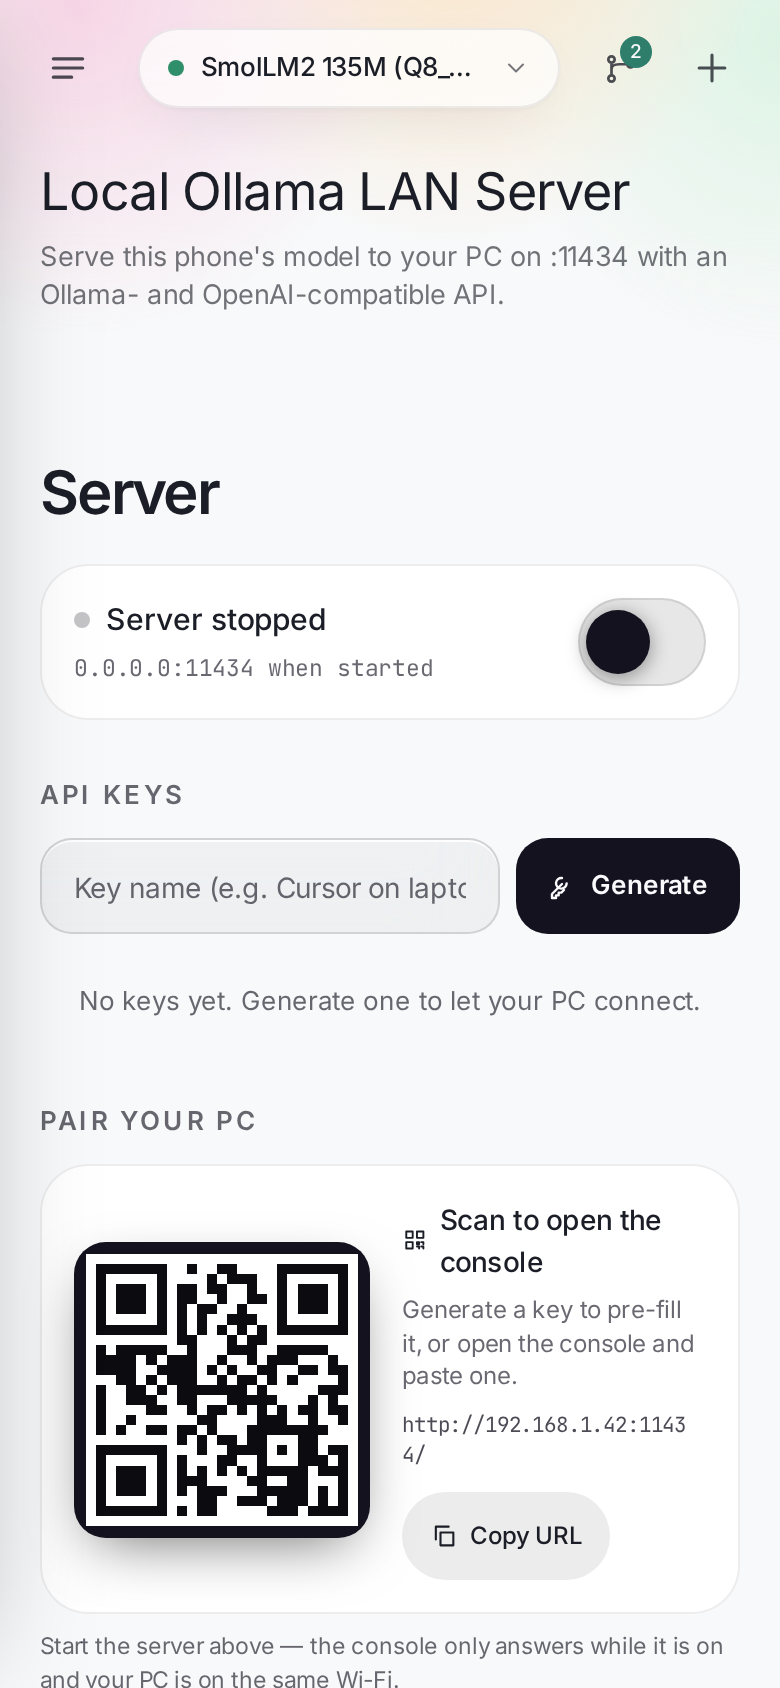 SmolLM2 135M (Q8_...
2
Local Ollama LAN Server
Serve this phone's model to your PC on :11434 with an
Ollama- and OpenAI-compatible API.
Server
Server stopped
0.0.0.0:11434 when started
API KEYS
Key name (e.g. Cursor on lapto
Generate
No keys yet. Generate one to let your PC connect.
PAIR YOUR PC
Scan to open the
console
Generate a key to pre-fill
it, or open the console and
paste one.
http://192.168.1.42:1143
4/
Copy URL
Start the server above — the console only answers while it is on
and your PC is on the same Wi-Fi.